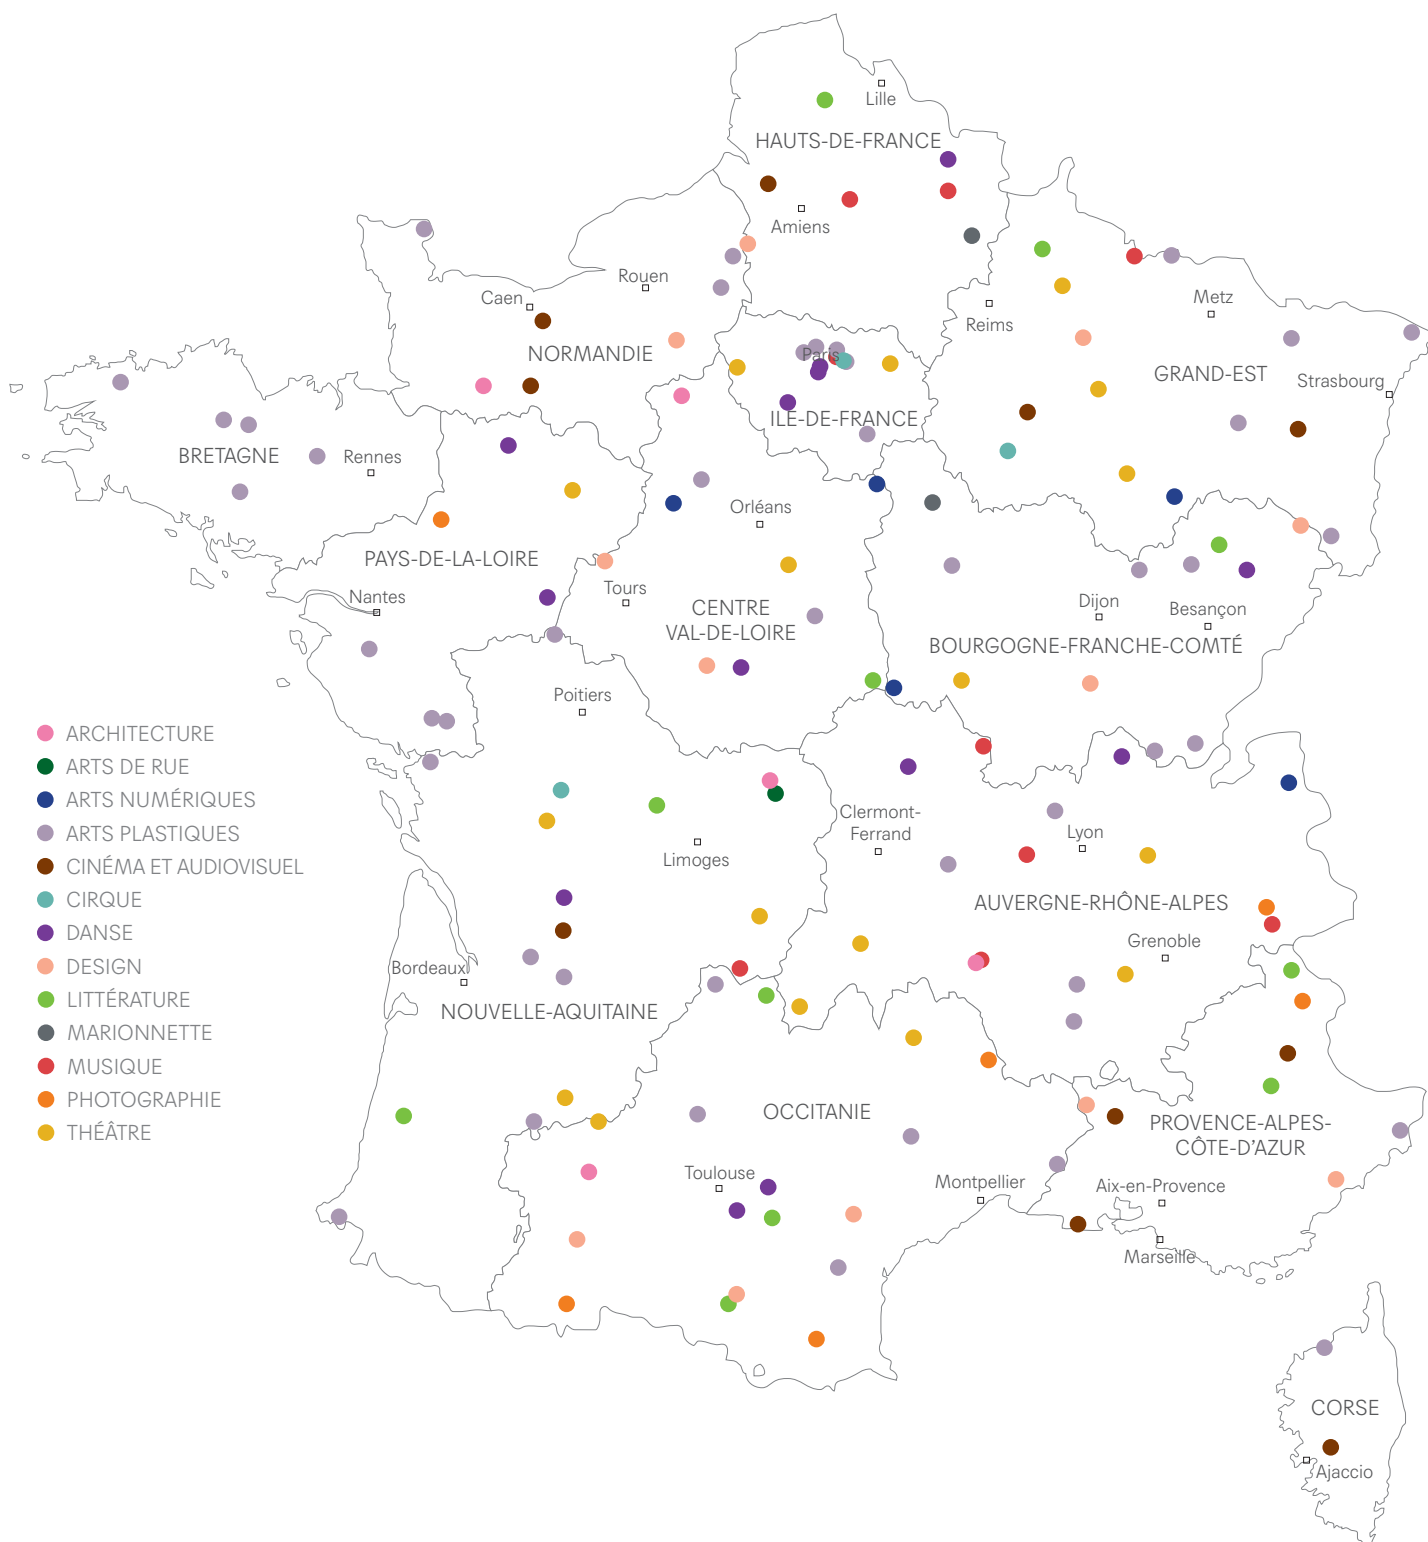 Lille
HAUTS-DE-FRANCE
Amiens
Rouen
Caen
Reims
Metz
NORMANDIE
Paris
GRAND-EST
Strasbourg
ILE-DE-FRANCE
BRETAGNE
Rennes
Orléans
PAYS-DE-LA-LOIRE
Tours
Nantes
CENTRE
VAL-DE-LOIRE
Dijon
Besançon
BOURGOGNE-FRANCHE-COMTÉ
Poitiers
ARCHITECTURE
ARTS DE RUE
ARTS NUMÉRIQUES
ARTS PLASTIQUES
CINÉMA ET AUDIOVISUEL
CIRQUE
DANSE
DESIGN
LITTÉRATURE
MARIONNETTE
MUSIQUE
PHOTOGRAPHIE
THÉÂTRE
Clermont-
Ferrand
Lyon
Limoges
AUVERGNE-RHÔNE-ALPES
Grenoble
Bordeaux
NOUVELLE-AQUITAINE
OCCITANIE
PROVENCE-ALPES-
CÔTE-D'AZUR
Toulouse
Montpellier
Aix-en-Provence
Marseille
CORSE
Ajaccio